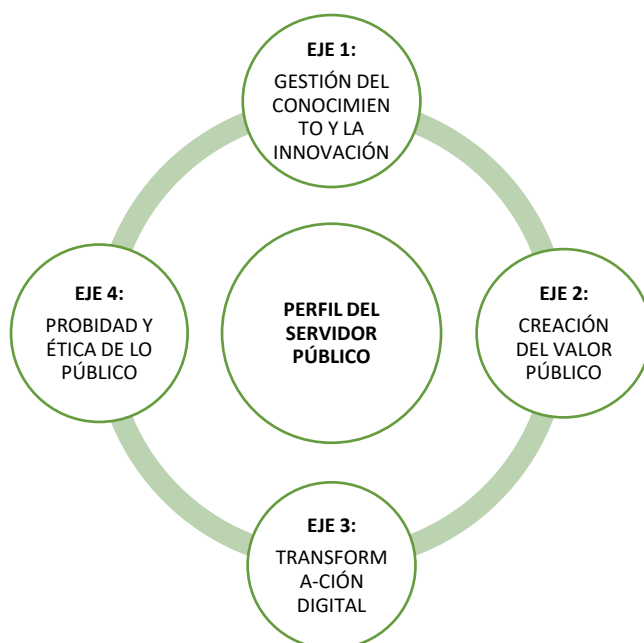 EJE 1:
GESTIÓN DEL
CONOCIMIEN
TO Y LA
INNOVACIÓN
EJE 4:
PROBIDAD Y
ÉTICA DE LO
PÚBLICO
PERFIL DEL
SERVIDOR
PÚBLICO
EJE 2:
CREACIÓN
DEL VALOR
PÚBLICO
EJE 3:
TRANSFORM
A-CIÓN
DIGITAL